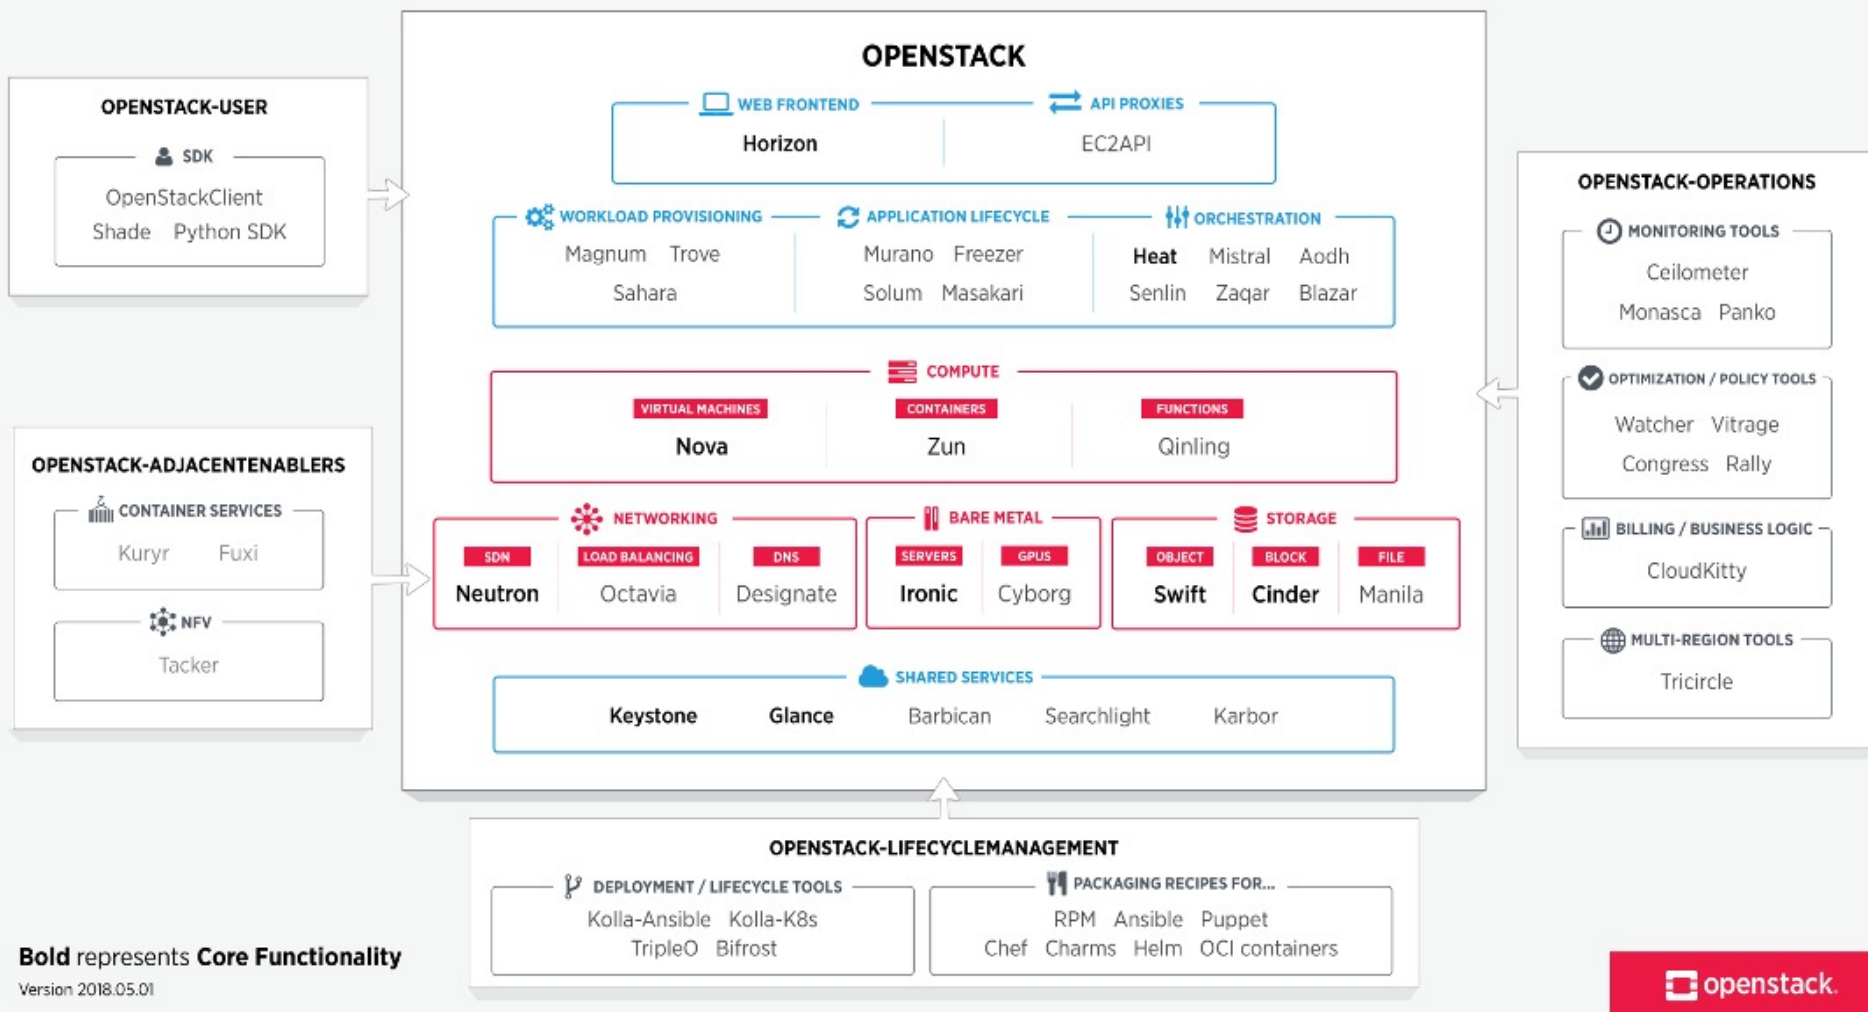 OPENSTACK
WEB FRONTEND
Horizon
API PROXIES
EC2API
WORKLOAD PROVISIONING
Magnum Trove
Sahara
APPLICATION LIFECYCLE
Murano Freezer
Solum Masakari
ORCHESTRATION
Heat Mistral Aodh
Senlin Zaqar Blazar
COMPUTE
VIRTUAL MACHINES
Nova
CONTAINERS
Zun
FUNCTIONS
Qinling
NETWORKING
SDN
Neutron
LOAD BALANCING
Octavia
DNS
Designate
BARE METAL
SERVERS
Ironic
GPUS
Cyborg
STORAGE
OBJECT
Swift
BLOCK
Cinder
FILE
Manila
SHARED SERVICES
Keystone Glance Barbican Searchlight Karbor
OPENSTACK-USER
SDK
OpenStackClient
Shade Python SDK
OPENSTACK-ADJACENTENABLERS
CONTAINER SERVICES
Kuryr Fuxi
NFV
Tacker
OPENSTACK-OPERATIONS
MONITORING TOOLS
Ceilometer
Monasca Panko
OPTIMIZATION / POLICY TOOLS
Watcher Vitrage
Congress Rally
BILLING / BUSINESS LOGIC
CloudKitty
MULTI-REGION TOOLS
Tricircle
OPENSTACK-LIFECYCLEMANAGEMENT
DEPLOYMENT / LIFECYCLE TOOLS
Kolla-Ansible Kolla-K8s
TripleO Bifrost
PACKAGING RECIPES FOR...
RPM Ansible Puppet
Chef Charms Helm OCI containers
Bold represents Core Functionality
Version 2018.05.01
openstack.